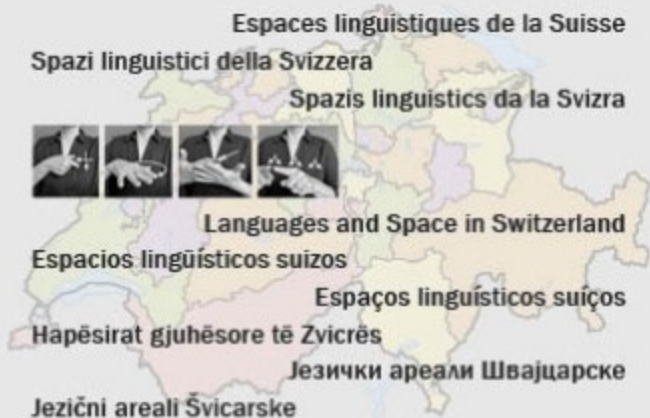 Espaces linguistiques de la Suisse
Spazi linguistici della Svizzera
Spazis linguistics da la Svizra
Languages and Space in Switzerland
Espacios lingüísticos suizos
Espaços linguísticos suíços
Hapësirat gjuhësore të Zvicrës
Језички ареали Швајцарске
Jezični areali Švicarske